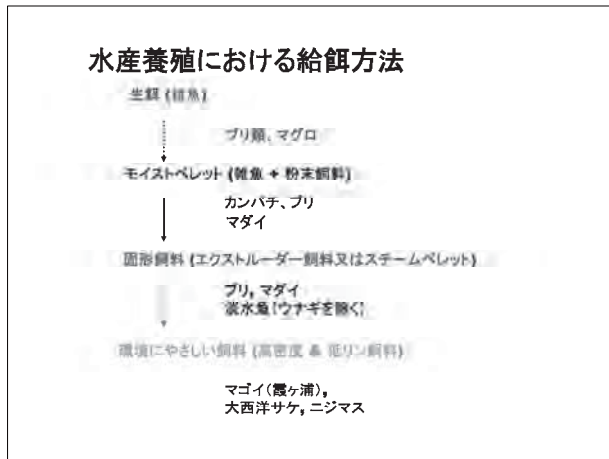 水産養殖における給餌方法
生餌 (雑魚)
ブリ類、マグロ
モイストペレット (雑魚 + 粉末飼料)
カンパチ、ブリ
マダイ
固形飼料 (エクストルーダー飼料又はスチームペレット)
ブリ, マダイ
淡水魚(ウナギを除く)
環境にやさしい飼料 (高密度 & 低リン飼料)
マゴイ(霞ヶ浦),
大西洋サケ, ニジマス